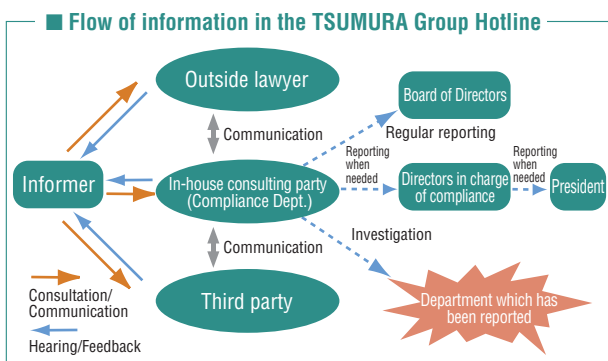 ■ Flow of information in the TSUMURA Group Hotline
Outside lawyer
Board of Directors
Communication
Regular reporting
Informer
In-house consulting party
(Compliance Dept.)
Reporting
when
needed
Directors in charge
of compliance
Reporting
when
needed
President
Communication
Investigation
Third party
Department which has
been reported
Consultation/
Communication
Hearing/Feedback